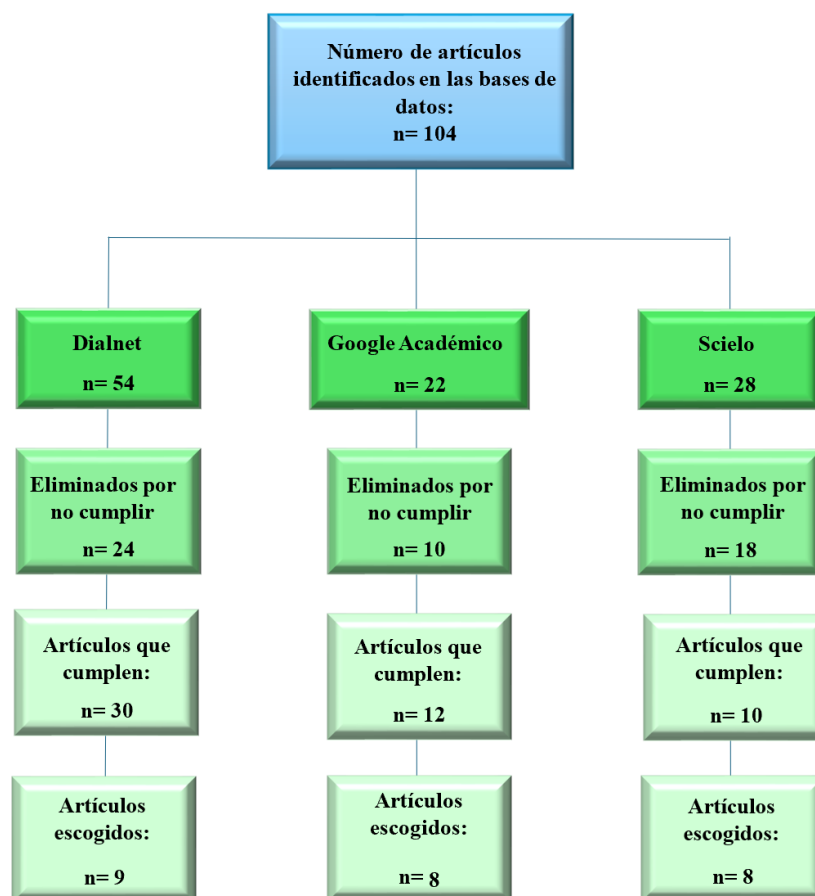 Número de artículos
identificados en las bases de
datos:
n= 104
Dialnet
n= 54
Google Académico
n= 22
Scielo
n= 28
Eliminados por
no cumplir
n= 24
Eliminados por
no cumplir
n= 10
Eliminados por
no cumplir
n= 18
Artículos que
cumplen:
n= 30
Artículos que
cumplen:
n= 12
Artículos que
cumplen:
n= 10
Artículos
escogidos:
n= 9
Artículos
escogidos:
n= 8
Artículos
escogidos:
n= 8